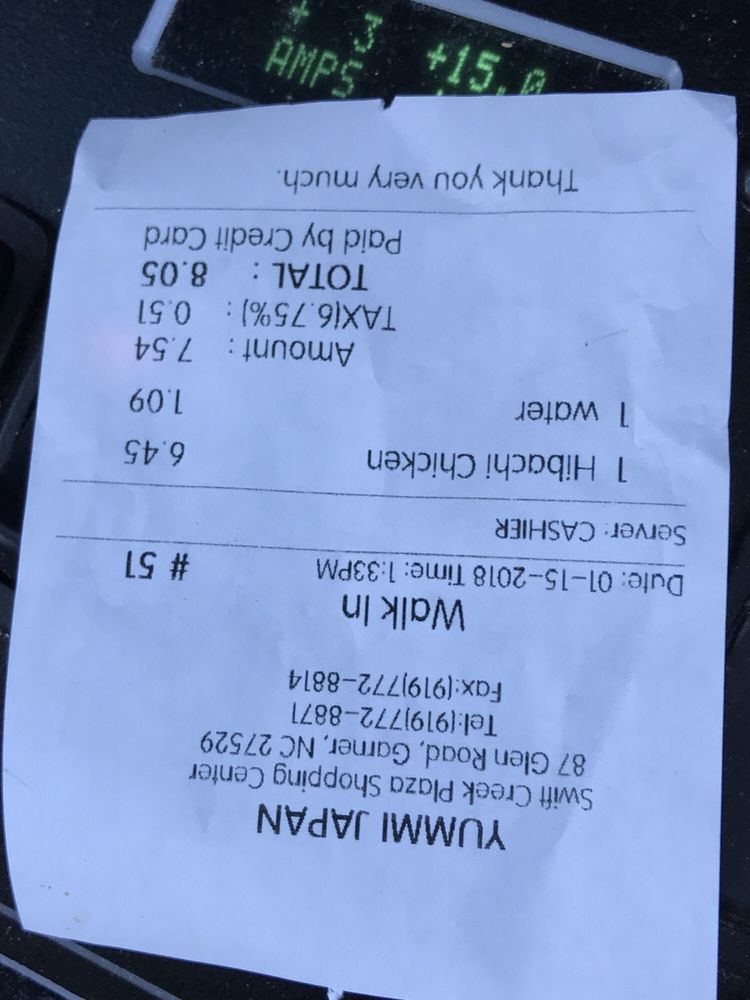 + 3 +15.0
AMPS
YUMMI JAPAN
Swift Creek Plaza Shopping Center
87 Glen Road, Garner, NC 27529
Tel:(919)772-8871
Fax:(919)772-8814
Walk In
Date: 01-15-2018 Time: 1:33PM # 51
Server: CASHIER
1 Hibachi Chicken 6.45
1 water 1.09
Amount: 7.54
TAX(6.75%): 0.51
TOTAL: 8.05
Paid by Credit Card
Thank you very much.